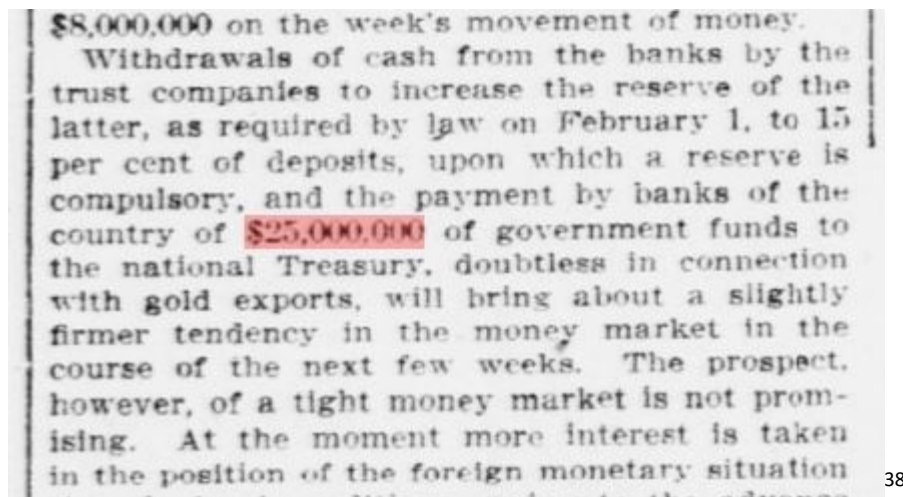 $8,000,000 on the week's movement of money.
Withdrawals of cash from the banks by the
trust companies to increase the reserve of the
latter, as required by law on February 1, to 15
per cent of deposits, upon which a reserve is
compulsory, and the payment by banks of the
country of $25,000,000 of government funds to
the national Treasury, doubtless in connection
with gold exports, will bring about a slightly
firmer tendency in the money market in the
course of the next few weeks. The prospect,
however, of a tight money market is not prom-
ising. At the moment more interest is taken
in the position of the foreign monetary situation
38